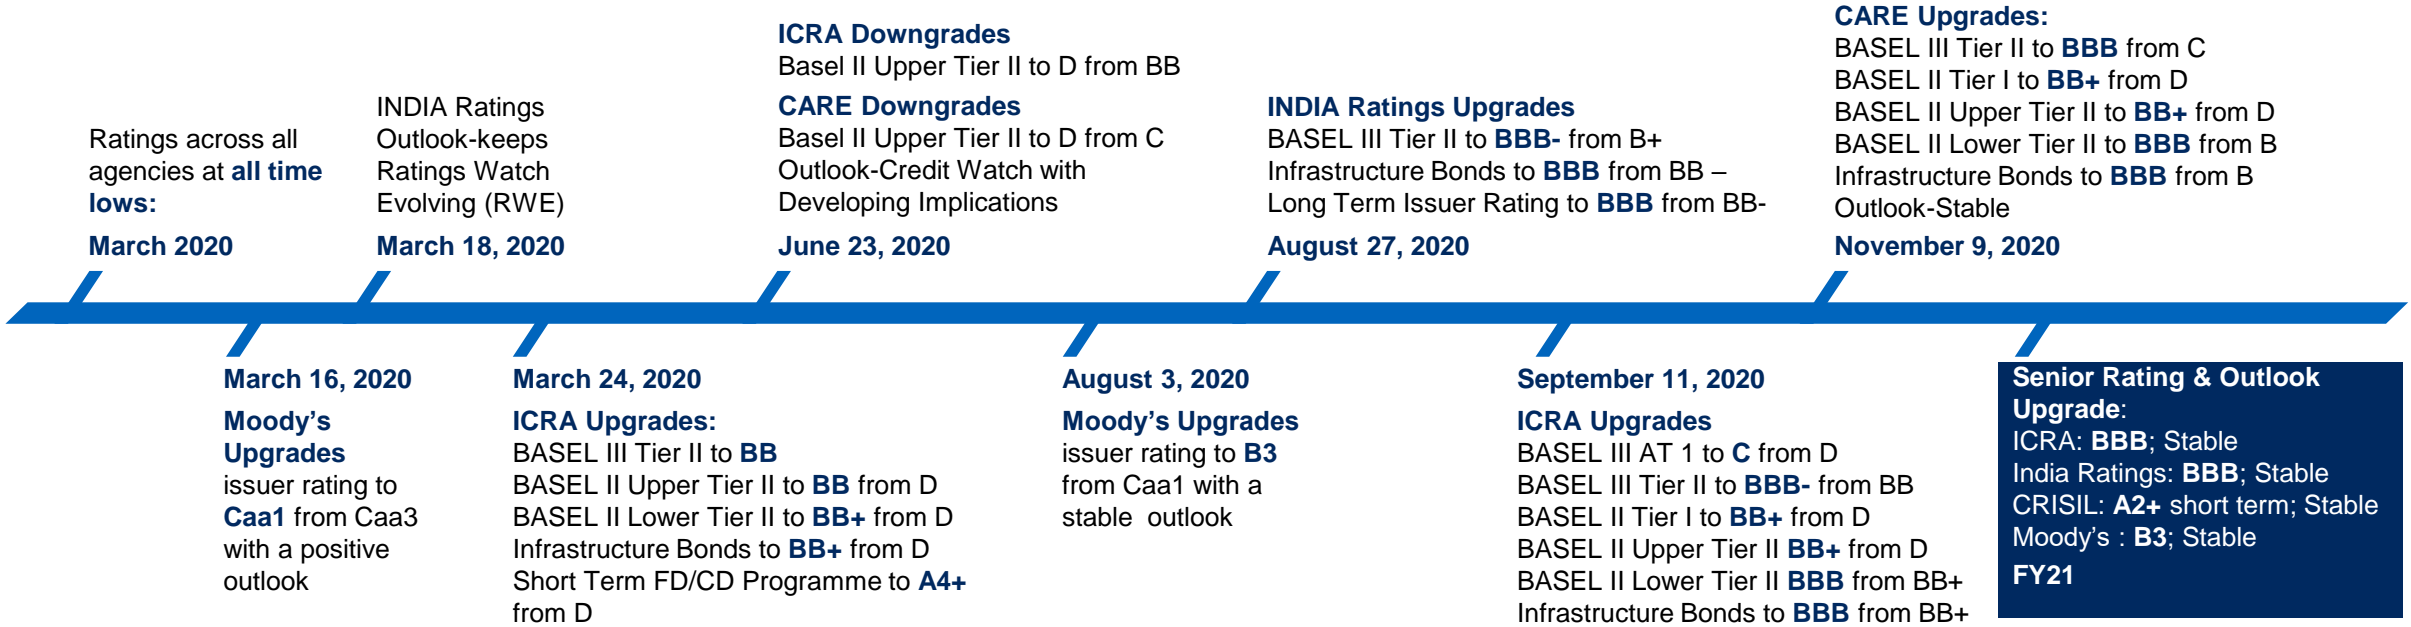 Ratings across all
agencies at all time
lows:
March 2020
March 16, 2020
Moody’s
Upgrades
issuer rating to
Caa1 from Caa3
with a positive
outlook
INDIA Ratings
Outlook-keeps
Ratings Watch
Evolving (RWE)
March 18, 2020
March 24, 2020
ICRA Upgrades:
BASEL III Tier II to BB
BASEL II Upper Tier II to BB from D
BASEL II Lower Tier II to BB+ from D
Infrastructure Bonds to BB+ from D
Short Term FD/CD Programme to A4+
from D
ICRA Downgrades
Basel II Upper Tier II to D from BB
CARE Downgrades
Basel II Upper Tier II to D from C
Outlook-Credit Watch with
Developing Implications
June 23, 2020
August 3, 2020
Moody’s Upgrades
issuer rating to B3
from Caa1 with a
stable outlook
INDIA Ratings Upgrades
BASEL III Tier II to BBB- from B+
Infrastructure Bonds to BBB from BB –
Long Term Issuer Rating to BBB from BB-
August 27, 2020
September 11, 2020
ICRA Upgrades
BASEL III AT 1 to C from D
BASEL III Tier II to BBB- from BB
BASEL II Tier I to BB+ from D
BASEL II Upper Tier II BB+ from D
BASEL II Lower Tier II BBB from BB+
Infrastructure Bonds to BBB from BB+
CARE Upgrades:
BASEL III Tier II to BBB from C
BASEL II Tier I to BB+ from D
BASEL II Upper Tier II to BB+ from D
BASEL II Lower Tier II to BBB from B
Infrastructure Bonds to BBB from B
Outlook-Stable
November 9, 2020
Senior Rating & Outlook
Upgrade:
ICRA: BBB; Stable
India Ratings: BBB; Stable
CRISIL: A2+ short term; Stable
Moody’s : B3; Stable
FY21